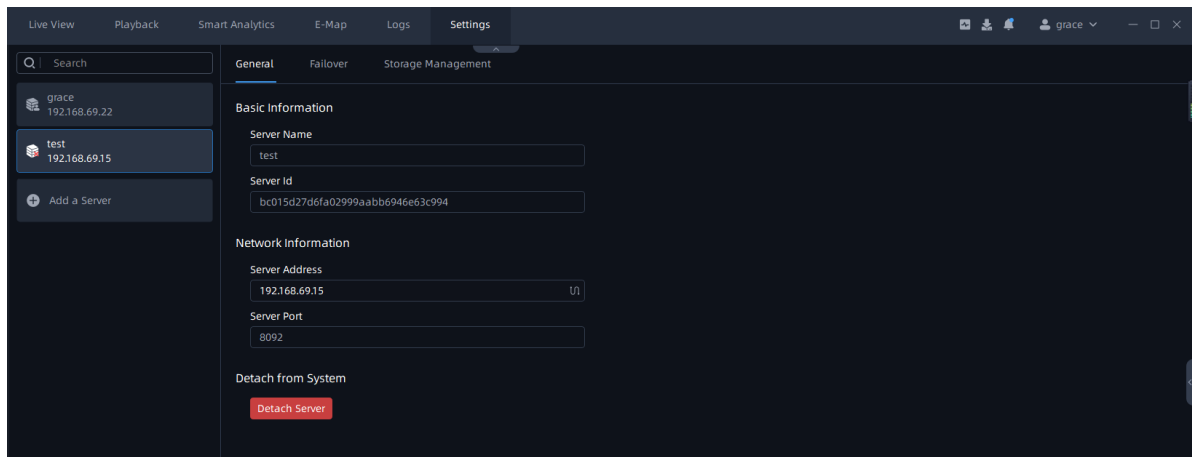 Live View Playback Smart Analytics E-Map Logs Settings grace
Search
grace
192.168.69.22
test
192.168.69.15
Add a Server
General Failover Storage Management
Basic Information
Server Name
test
Server Id
bc015d27d6fa02999aabb6946e63c994
Network Information
Server Address
192.168.69.15
Server Port
8092
Detach from System
Detach Server